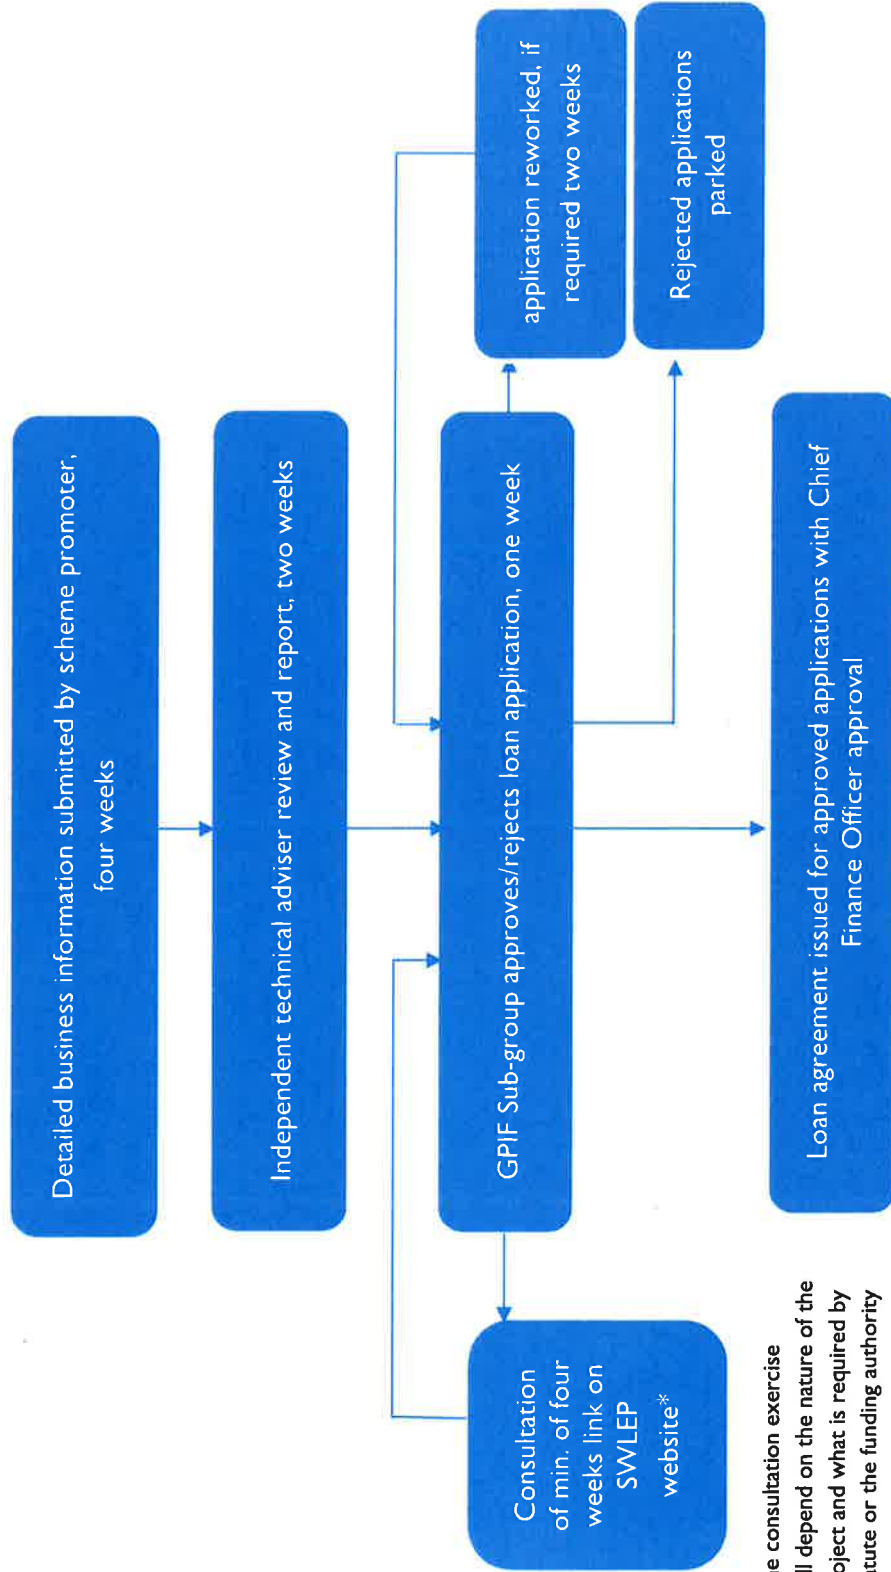 Detailed business information submitted by scheme promoter,
four weeks
Independent technical adviser review and report, two weeks
GPIF Sub-group approves/rejects loan application, one week
application reworked, if
required two weeks
Rejected applications
parked
Consultation
of min. of four
weeks link on
SWLEP
website*
Loan agreement issued for approved applications with Chief
Finance Officer approval
consultation exercise
depend on the nature of the
and what is required by
or the funding authority